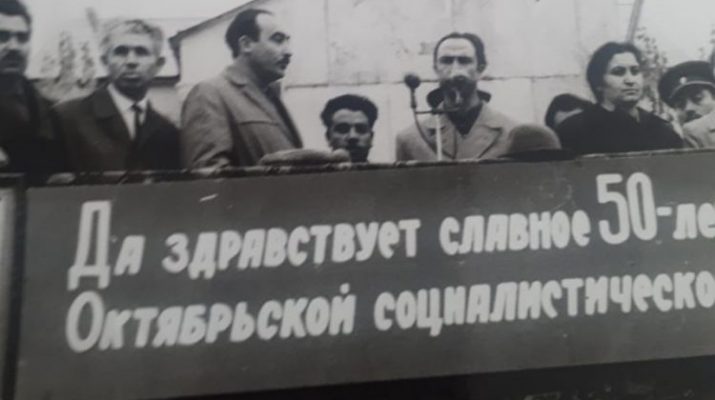 Да здравствует славное 50-ле
Октябрьской социалистическо